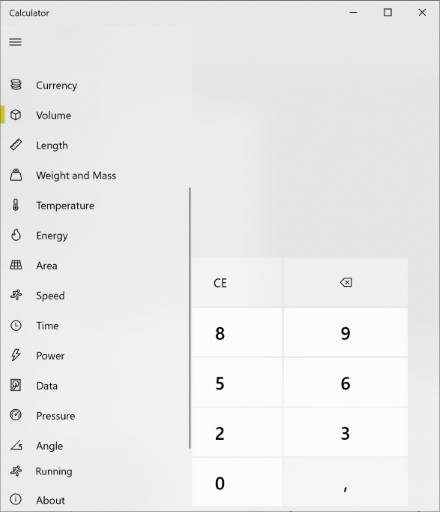 Calculator
Currency
Volume
Length
Weight and Mass
Temperature
Energy
Area
Speed
Time
Power
Data
Pressure
Angle
Running
About
CE
8 9
5 6
2 3
0 ,